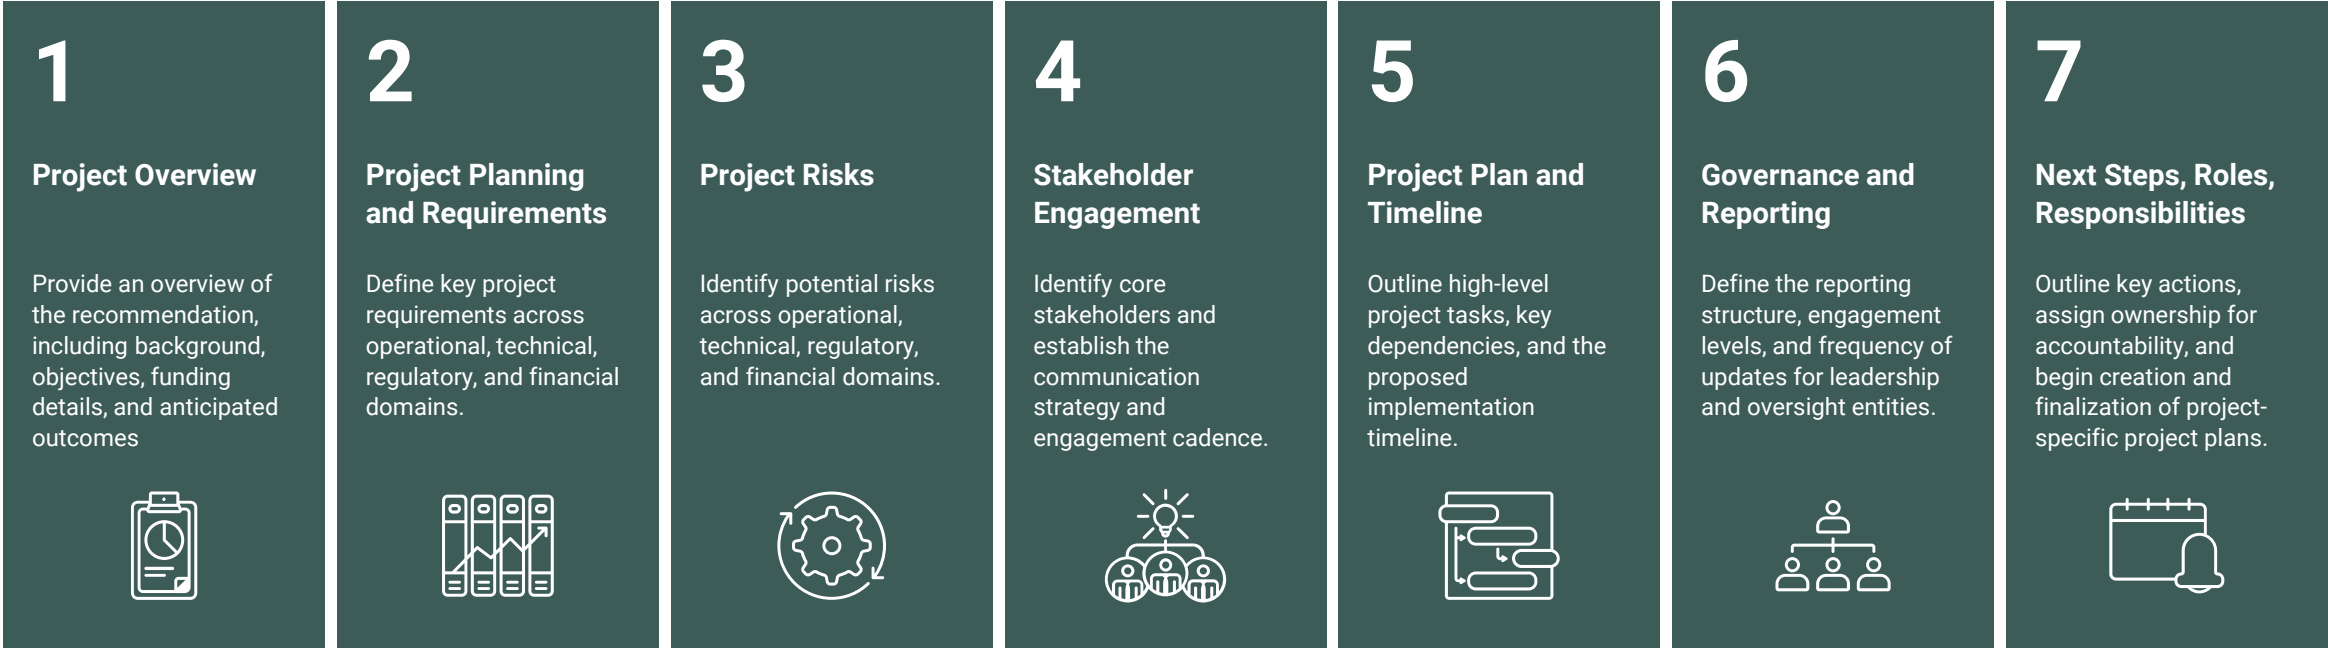 1
Project Overview
Provide an overview of
the recommendation,
including background,
objectives, funding
details, and anticipated
outcomes
2
Project Planning
and Requirements
Define key project
requirements across
operational, technical,
regulatory, and financial
domains.
3
Project Risks
Identify potential risks
across operational,
technical, regulatory,
and financial domains.
4
Stakeholder
Engagement
Identify core
stakeholders and
establish the
communication
strategy and
engagement cadence.
5
Project Plan and
Timeline
Outline high-level
project tasks, key
dependencies, and the
proposed
implementation
timeline.
6
Governance and
Reporting
Define the reporting
structure, engagement
levels, and frequency of
updates for leadership
and oversight entities.
7
Next Steps, Roles,
Responsibilities
Outline key actions,
assign ownership for
accountability, and
begin creation and
finalization of project-
specific project plans.